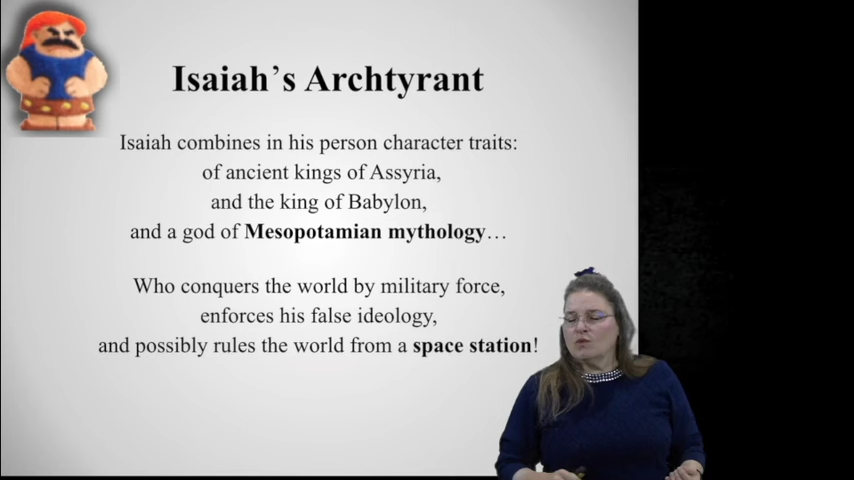 Isaiah’s Archtyrant
Isaiah combines in his person character traits:
of ancient kings of Assyria,
and the king of Babylon,
and a god of Mesopotamian mythology…
Who conquers the world by military force,
enforces his false ideology,
and possibly rules the world from a space station!